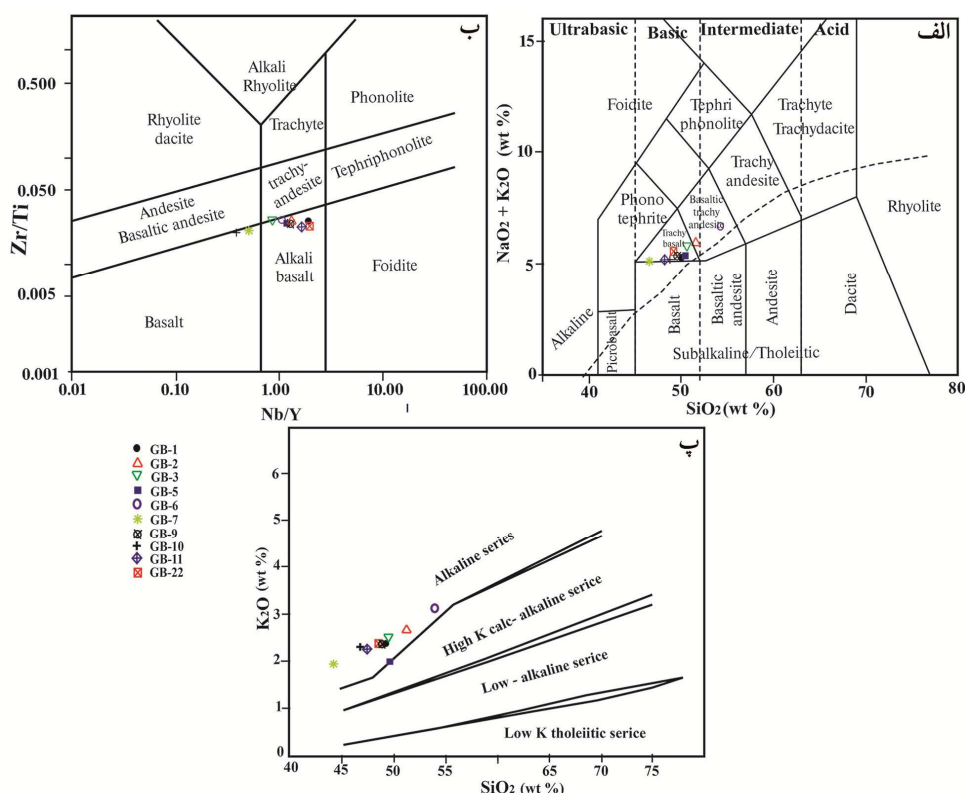 ب
Zr/Ti
0.500
0.050
0.005
0.001
0.01
0.10
1.00
10.00
100.00
Nb/Y
Alkali
Rhyolite
Phonolite
Rhyolite
dacite
Trachyte
Tephriphonolite
trachy-
andesite
Andesite
Basaltic andesite
Alkali
basalt
Foidite
Basalt
الف
NaO2 + K2O (wt %)
15
10
5
0
Ultrabasic
Basic
Intermediate
Acid
Foidite
Tephri
phonolite
Trachyte
Trachydacite
Phono
tephrite
Trachy
andesite
Basaltic
trachy
andesite
Trachy
basalt
Rhyolite
Alkaline
Picrobasalt
Basalt
Basaltic
andesite
Andesite
Dacite
Subalkaline/Tholeiitic
40
50
60
70
80
SiO2 (wt %)
GB-1
GB-2
GB-3
GB-5
GB-6
GB-7
GB-9
GB-10
GB-11
GB-22
پ
K2O (wt %)
6
5
4
3
2
1
0
Alkaline series
High K calc- alkaline serice
Low - alkaline serice
Low K tholeiitic serice
40
45
50
55
60
65
70
75
SiO2 (wt %)